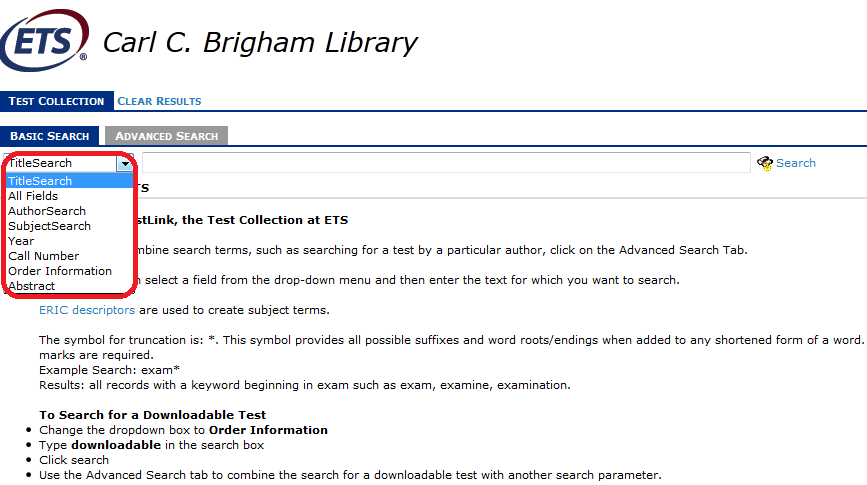 ETS®
Carl C. Brigham Library
TEST COLLECTION CLEAR RESULTS
BASIC SEARCH ADVANCED SEARCH
TitleSearch Search
TitleSearch
TS
All Fields
AuthorSearch
stLink, the Test Collection at ETS
SubjectSearch
Year
mbine search terms, such as searching for a test by a particular author, click on the Advanced Search Tab.
Call Number
Order Information
select a field from the drop-down menu and then enter the text for which you want to search.
Abstract
ERIC descriptors are used to create subject terms.
The symbol for truncation is: *. This symbol provides all possible suffixes and word roots/endings when added to any shortened form of a word.
marks are required.
Example Search: exam*
Results: all records with a keyword beginning in exam such as exam, examine, examination.
To Search for a Downloadable Test
• Change the dropdown box to Order Information
• Type downloadable in the search box
• Click search
• Use the Advanced Search tab to combine the search for a downloadable test with another search parameter.